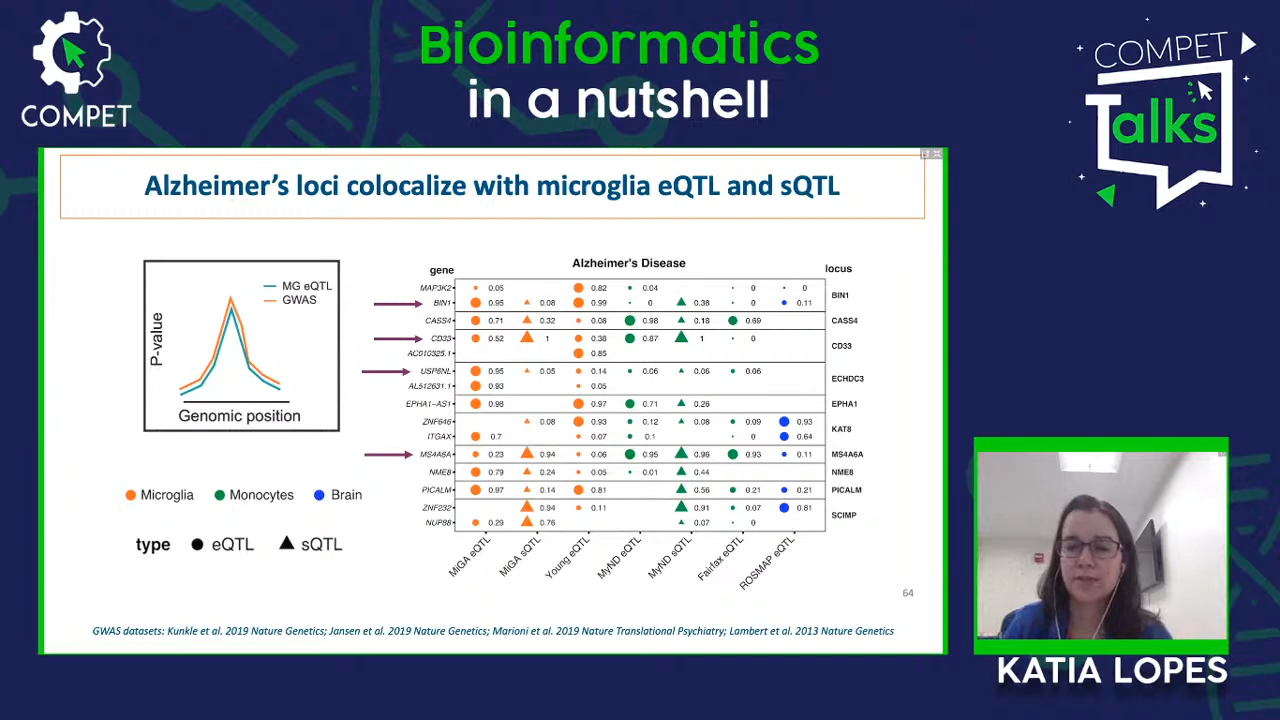 COMPET
Bioinformatics
in a nutshell
COMPET
Talks
Alzheimer's loci colocalize with microglia eQTL and sQTL
P-value
MG eQTL
GWAS
Genomic position
Microglia
Monocytes
Brain
type
eQTL
sQTL
gene
Alzheimer's Disease
locus
MAP3K2 0.05 0.82 0.04 0 0
BIN1 0.95 0.08 0.99 0 0.38 0 0.11
BIN1
CASS4 0.71 0.32 0.08 0.98 0.18 0.69
CASS4
CD33 0.52 1 0.38 0.87 1 0
CD33
AC010325.1 0.85
USP6NL 0.95 0.05 0.14 0.06 0.06 0.06
ECHDC3
AL512631.1 0.93 0.05
EPHA1-AS1 0.98 0.97 0.71 0.26
EPHA1
ZNF646 0.08 0.93 0.12 0.08 0.09 0.93
KAT8
ITGAX 0.7 0.07 0.1 0 0.64
MS4A6A 0.23 0.94 0.06 0.95 0.96 0.93 0.11
MS4A6A
NME8 0.79 0.24 0.05 0.01 0.44
NME8
PICALM 0.97 0.14 0.81 0.56 0.21 0.21
PICALM
ZNF232 0.94 0.11 0.91 0.07 0.81
SCIMP
NUP88 0.29 0.76 0.07 0
MiGA eQTL
MiGA sQTL
Young eQTL
MyND eQTL
MyND sQTL
Fairfax eQTL
ROSMAP eQTL
64
GWAS datasets: Kunkle et al. 2019 Nature Genetics; Jansen et al. 2019 Nature Genetics; Marioni et al. 2019 Nature Translational Psychiatry; Lambert et al. 2013 Nature Genetics
KATIA LOPES